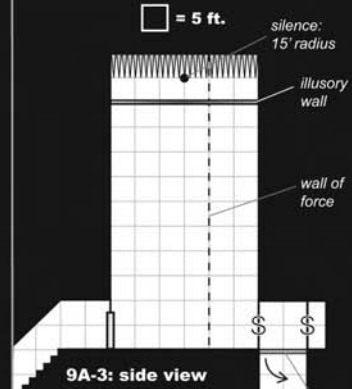 = 5 ft.
silence:
15' radius
illusory
wall
wall of
force
S S
9A-3: side view